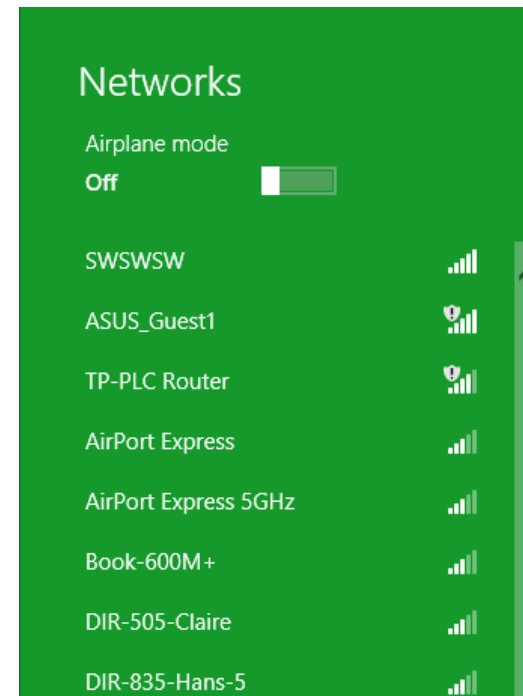 Networks
Airplane mode
Off
SWSWSW
ASUS_Guest1
TP-PLC Router
AirPort Express
AirPort Express 5GHz
Book-600M+
DIR-505-Claire
DIR-835-Hans-5